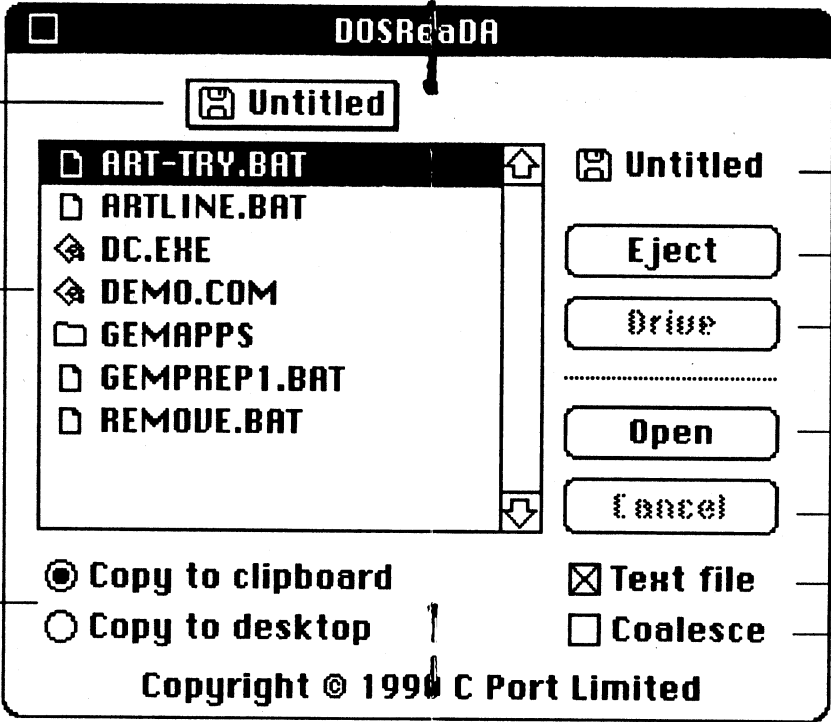 DOSReaDA
Untitled
ART-TRY.BAT
ARTLINE.BAT
DC.EXE
DEMO.COM
GEMAPPS
GEMPREP1.BAT
REMOVE.BAT
Untitled
Eject
Drive
Open
Cancel
Copy to clipboard
Copy to desktop
Text file
Coalesce
Copyright © 1990 C Port Limited